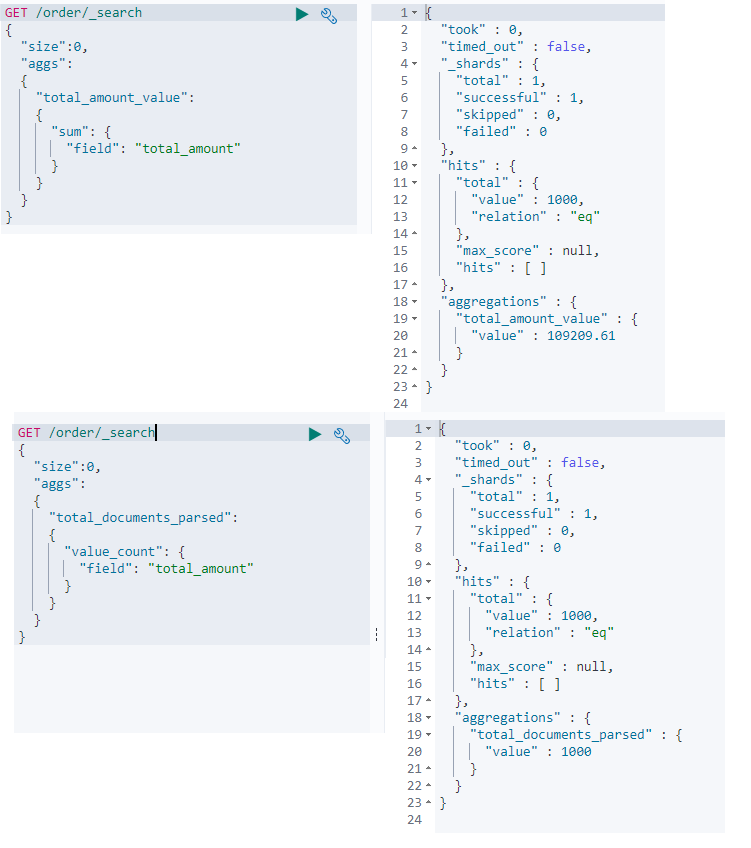 GET /order/_search
{
"size":0,
"aggs":
{
"total_amount_value":
{
"sum": {
"field": "total_amount"
}
}
}
}
1 {
2 "took" : 0,
3 "timed_out" : false,
4 "_shards" : {
5 "total" : 1,
6 "successful" : 1,
7 "skipped" : 0,
8 "failed" : 0
9 },
10 "hits" : {
11 "total" : {
12 "value" : 1000,
13 "relation" : "eq"
14 },
15 "max_score" : null,
16 "hits" : [ ]
17 },
18 "aggregations" : {
19 "total_amount_value" : {
20 "value" : 109209.61
21 }
22 }
23 }
24
GET /order/_search
{
"size":0,
"aggs":
{
"total_documents_parsed":
{
"value_count": {
"field": "total_amount"
}
}
}
}
1 {
2 "took" : 0,
3 "timed_out" : false,
4 "_shards" : {
5 "total" : 1,
6 "successful" : 1,
7 "skipped" : 0,
8 "failed" : 0
9 },
10 "hits" : {
11 "total" : {
12 "value" : 1000,
13 "relation" : "eq"
14 },
15 "max_score" : null,
16 "hits" : [ ]
17 },
18 "aggregations" : {
19 "total_documents_parsed" : {
20 "value" : 1000
21 }
22 }
23 }
24